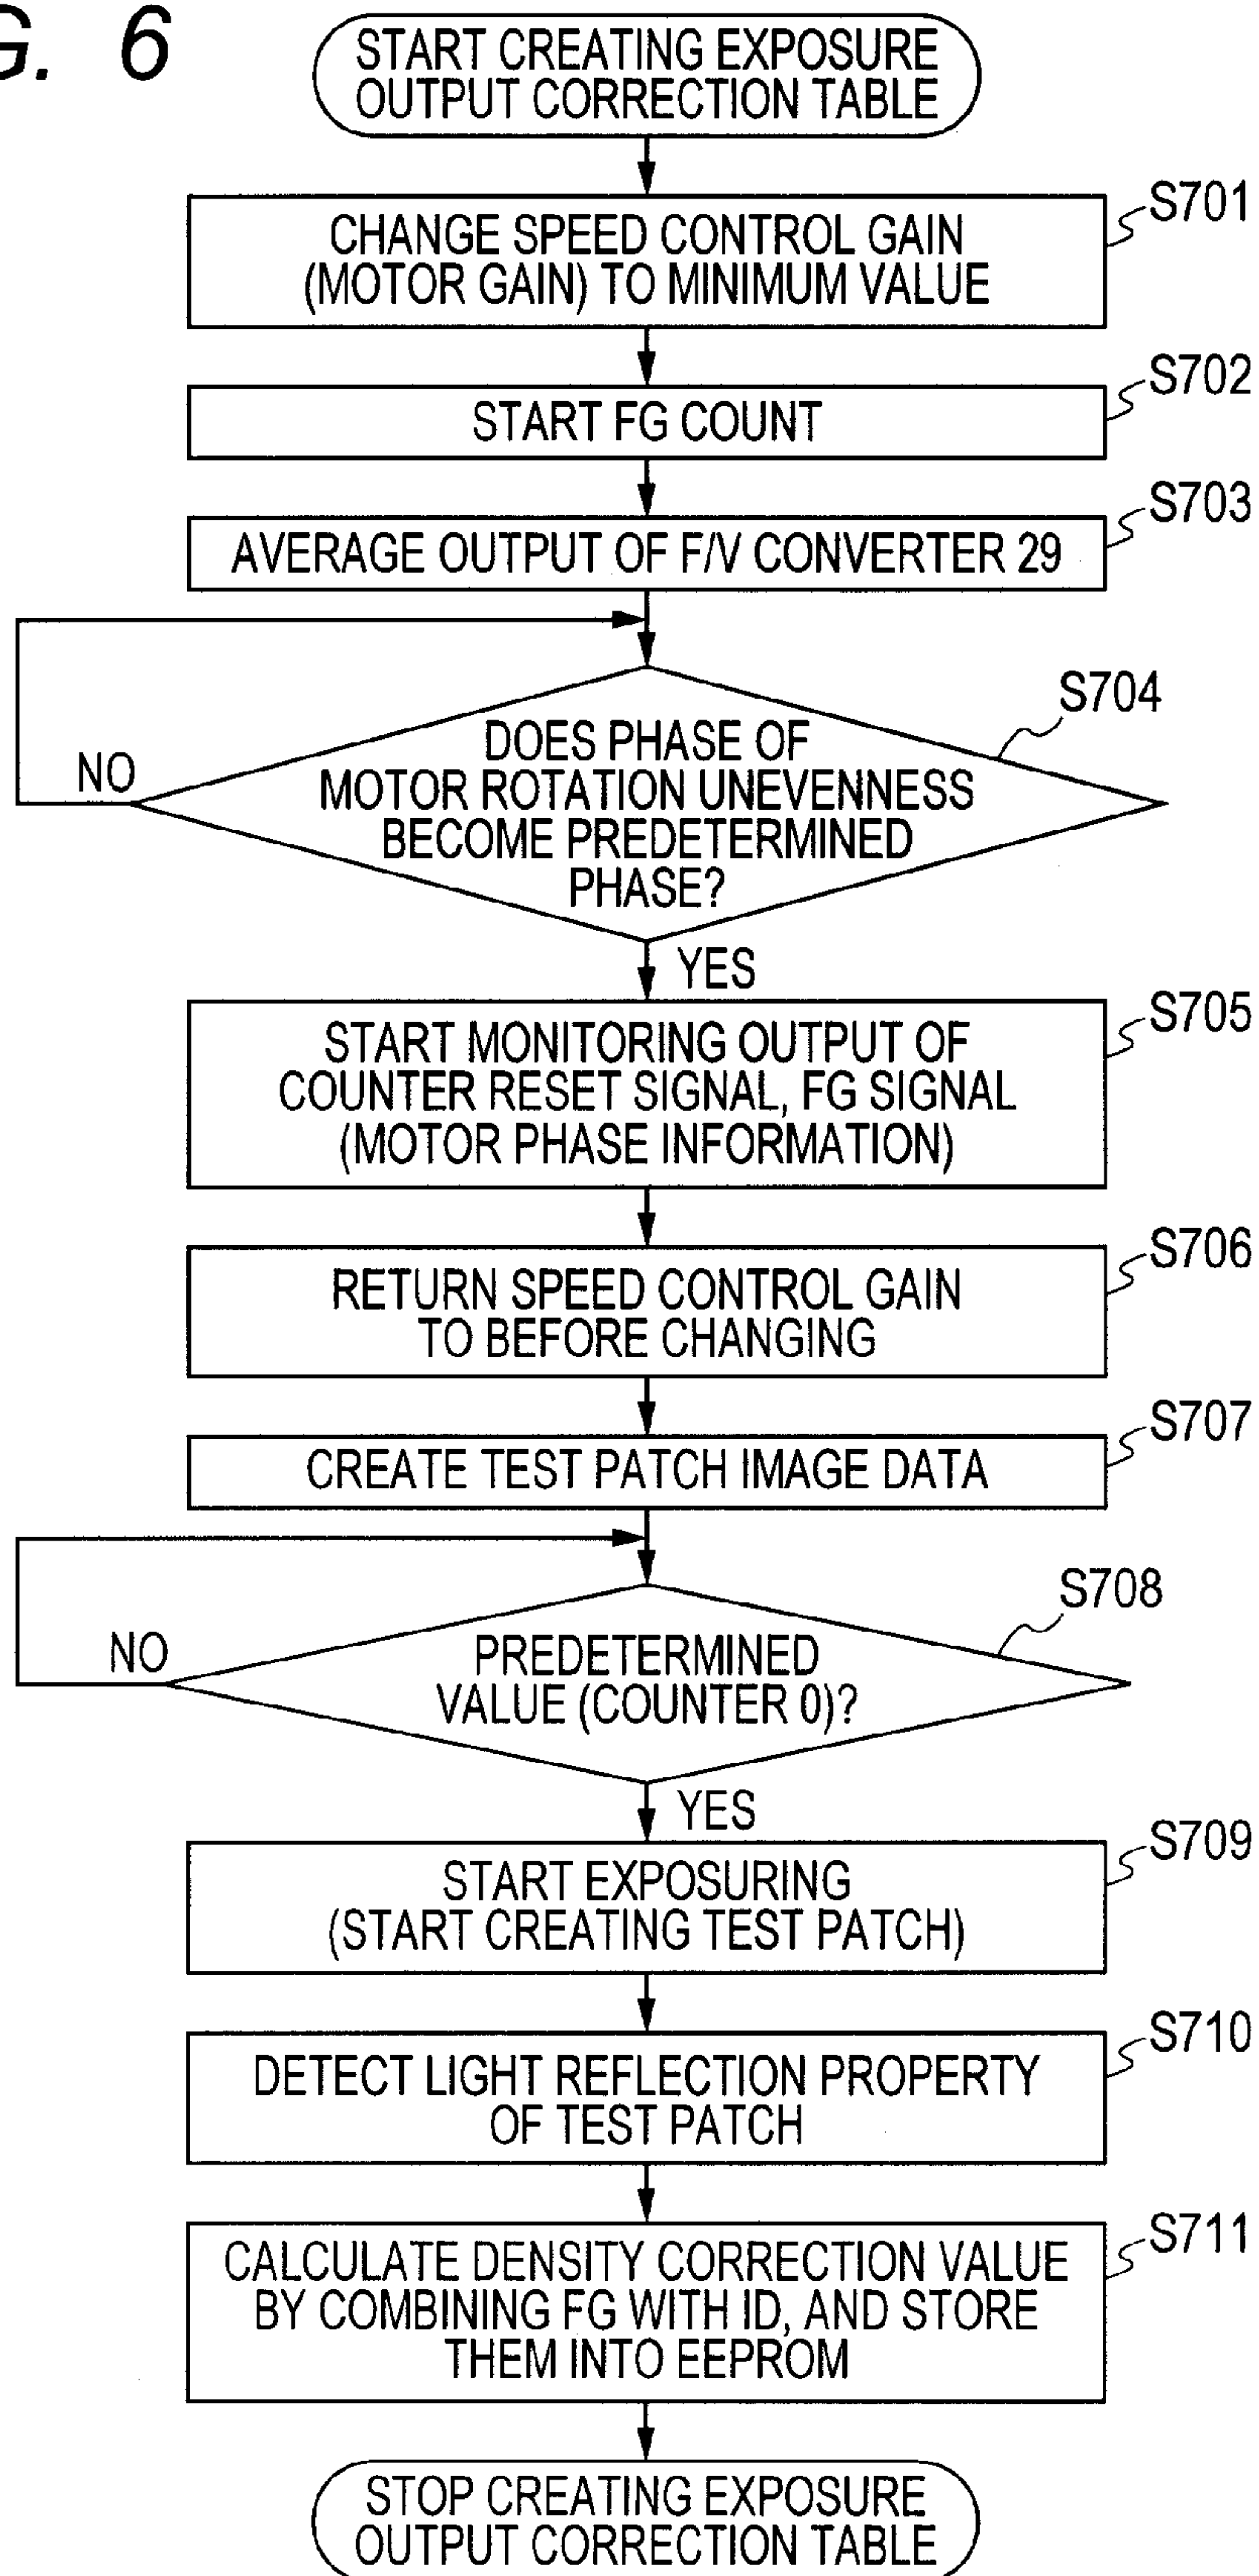 G. 6
START CREATING EXPOSURE
OUTPUT CORRECTION TABLE
S701
CHANGE SPEED CONTROL GAIN
(MOTOR GAIN) TO MINIMUM VALUE
S702
START FG COUNT
S703
AVERAGE OUTPUT OF F/V CONVERTER 29
S704
NO
DOES PHASE OF
MOTOR ROTATION UNEVENNESS
BECOME PREDETERMINED
PHASE?
YES
S705
START MONITORING OUTPUT OF
COUNTER RESET SIGNAL, FG SIGNAL
(MOTOR PHASE INFORMATION)
S706
RETURN SPEED CONTROL GAIN
TO BEFORE CHANGING
S707
CREATE TEST PATCH IMAGE DATA
S708
NO
PREDETERMINED
VALUE (COUNTER 0)?
YES
S709
START EXPOSURING
(START CREATING TEST PATCH)
S710
DETECT LIGHT REFLECTION PROPERTY
OF TEST PATCH
S711
CALCULATE DENSITY CORRECTION VALUE
BY COMBINING FG WITH ID, AND STORE
THEM INTO EEPROM
STOP CREATING EXPOSURE
OUTPUT CORRECTION TABLE